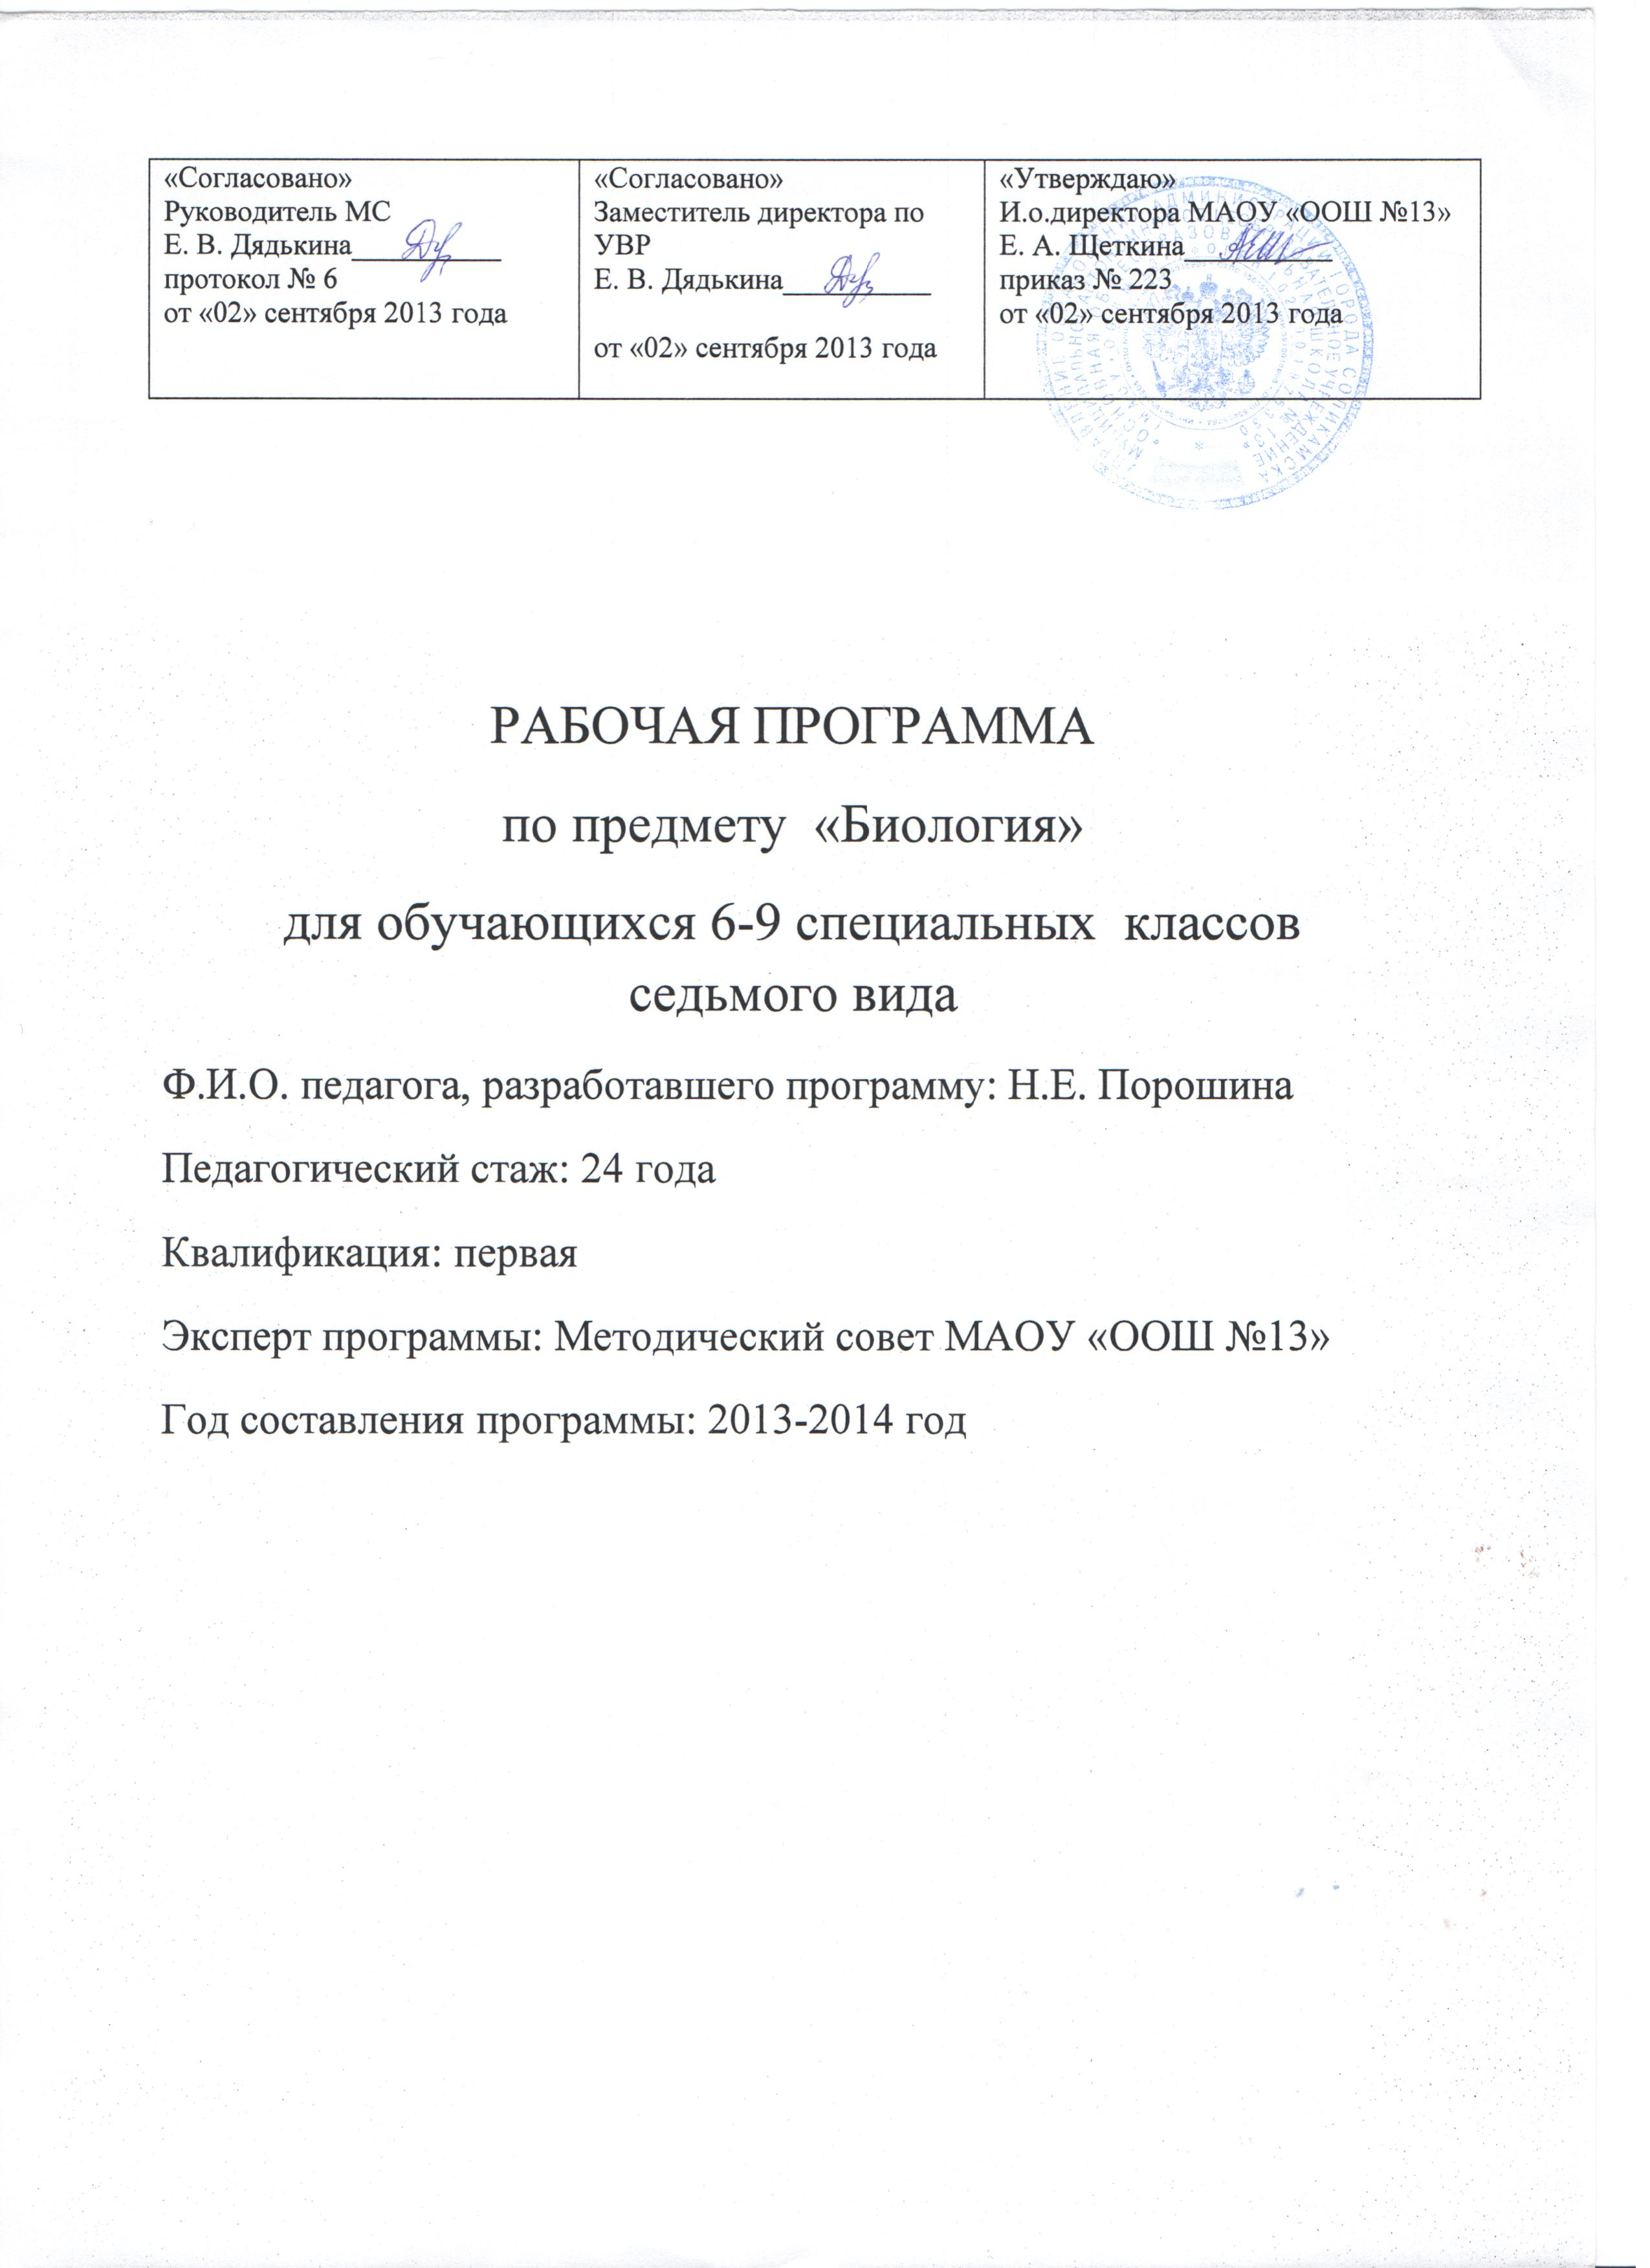 «Согласовано»
Руководитель МС
Е. В. Дядькина___________
протокол № 6
от «02» сентября 2013 года
«Согласовано»
Заместитель директора по
УВР
Е. В. Дядькина___________
от «02» сентября 2013 года
«Утверждаю»
И.о.директора МАОУ «ООШ №13»
Е. А. Щеткина___________
приказ № 223
от «02» сентября 2013 года
РАБОЧАЯ ПРОГРАММА
по предмету «Биология»
для обучающихся 6-9 специальных классов
седьмого вида
Ф.И.О. педагога, разработавшего программу: Н.Е. Порошина
Педагогический стаж: 24 года
Квалификация: первая
Эксперт программы: Методический совет МАОУ «ООШ №13»
Год составления программы: 2013-2014 год